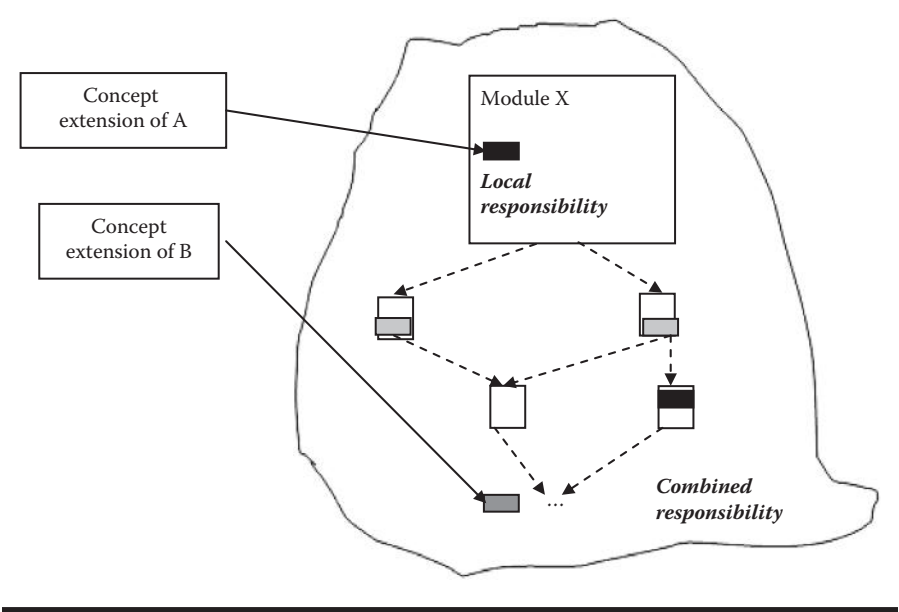 Concept
extension of A
Module X
Local
responsibility
Concept
extension of B
...
Combined
responsibility